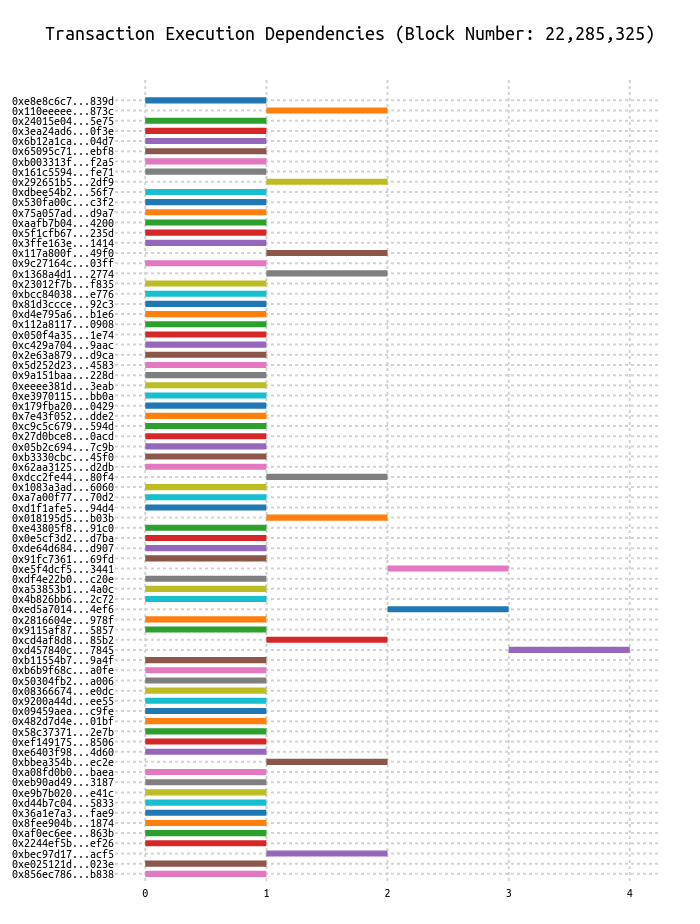 Transaction Execution Dependencies (Block Number: 22,285,325)
0xe8e8c6c7...839d
0x110eeeee...873c
0x24015e04...5e75
0x3ea24ad6...0f3e
0x6b12a1ca...04d7
0x65095c71...ebf8
0xb003313f...f2a5
0x161c5594...fe71
0x292651b5...2df9
0xdbee54b2...56f7
0x530fa00c...c3f2
0x75a057ad...d9a7
0xaafb7b04...4200
0x5f1cfb67...235d
0x3ffe163e...1414
0x117a800f...49f0
0x9c27164c...03ff
0x1368a4d1...2774
0x23012f7b...f835
0xbcc84038...e776
0x81d3ccce...92c3
0xd4e795a6...b1e6
0x112a8117...0908
0x050f4a35...1e74
0xc429a704...9aac
0x2e63a879...d9ca
0x5d252d23...4583
0x9a151baa...228d
0xeeee381d...3eab
0xe3970115...bb0a
0x179fba20...0429
0x7e43f052...dde2
0xc9c5c679...594d
0x27d0bce8...0acd
0x05b2c694...7c9b
0xb3330cbc...45f0
0x62aa3125...d2db
0xdcc2fe44...80f4
0x1083a3ad...6060
0xa7a00f77...70d2
0xd1f1afe5...94d4
0x018195d5...b03b
0xe43805f8...91c0
0x0e5cf3d2...d7ba
0xde64d684...d907
0x91fc7361...69fd
0xe5f4dcf5...3441
0xdf4e22b0...c20e
0xa53853b1...4a0c
0x4b826bb6...2c72
0xed5a7014...4ef6
0x2816604e...978f
0x9115af87...5857
0xcd4af8d8...85b2
0xd457840c...7845
0xb11554b7...9a4f
0xb6b9f68c...a0fe
0x50304fb2...a006
0x08366674...e0dc
0x9200a44d...ee55
0x09459aea...c9fe
0x482d7d4e...01bf
0x58c37371...2e7b
0xef149175...8506
0xe6403f98...4d60
0xbbea354b...ec2e
0xa08fd0b0...baea
0xeb90ad49...3187
0xe9b7b020...e41c
0xd44b7c04...5833
0x36a1e7a3...fae9
0x8fee904b...1874
0xaf0ec6ee...863b
0x2244ef5b...ef26
0xbec97d17...acf5
0xe025121d...023e
0x856ec786...b838
0 1 2 3 4